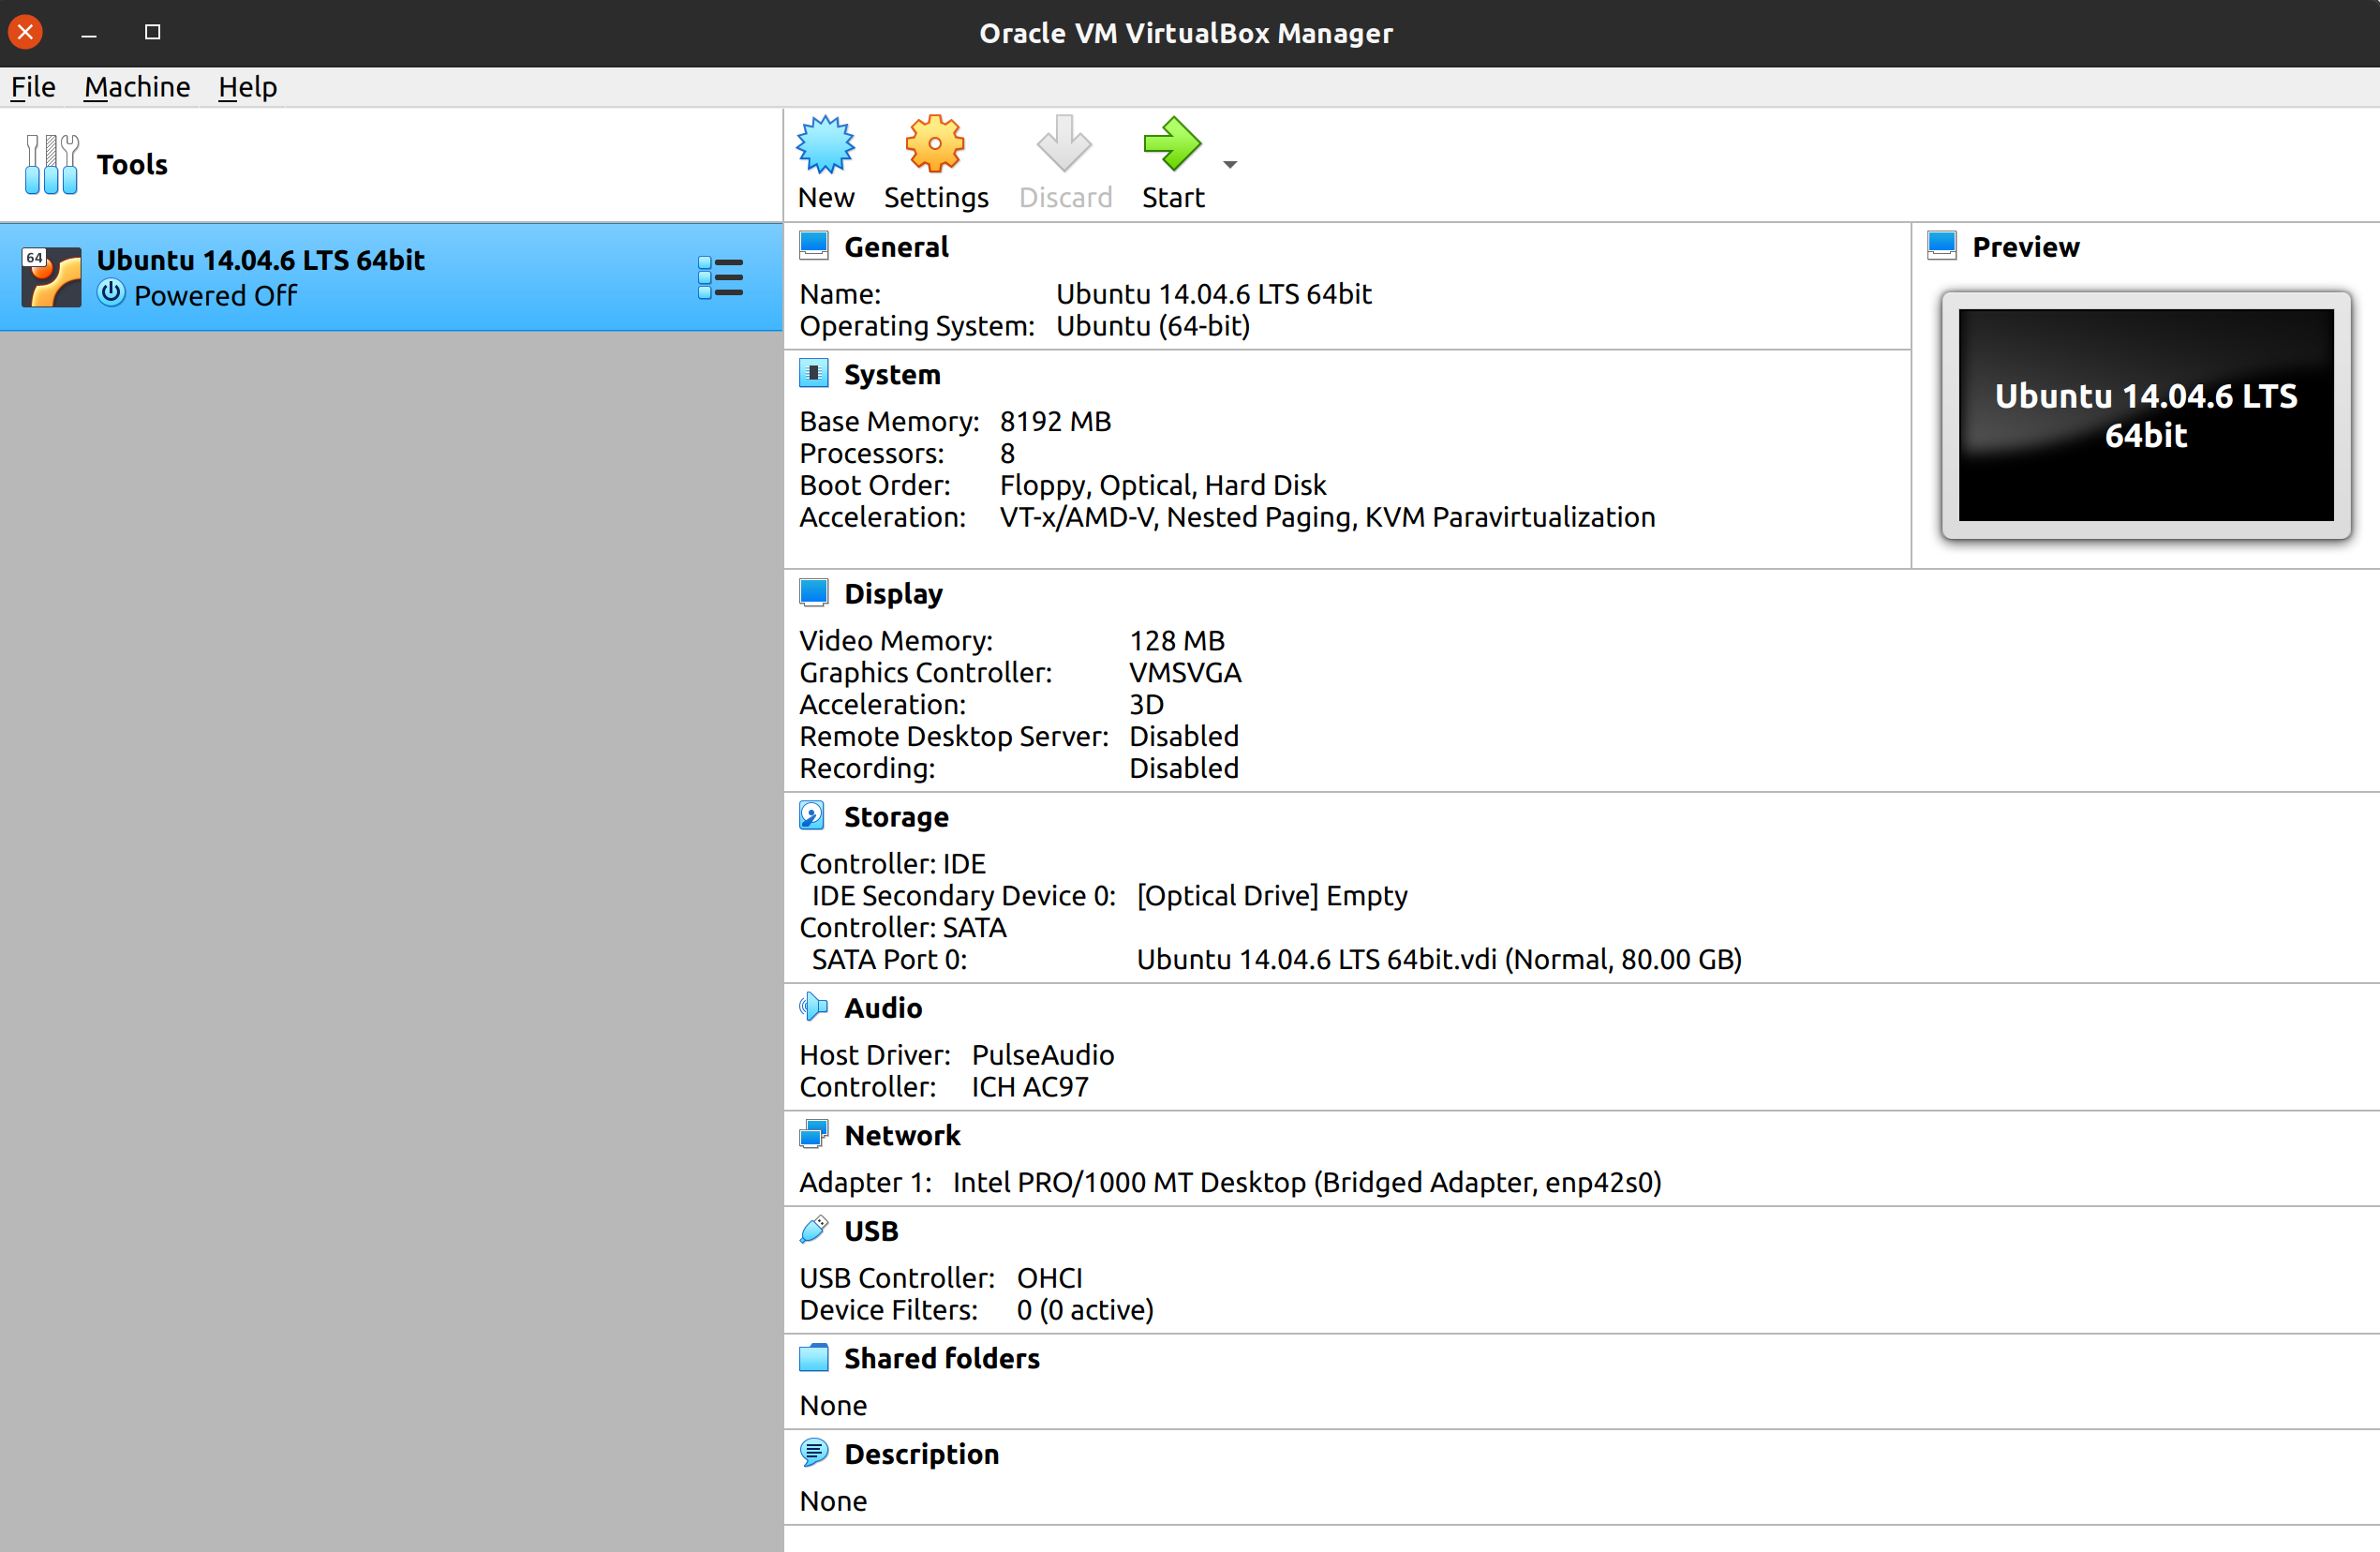 Oracle VM VirtualBox Manager
File Machine Help
Tools
New Settings Discard Start
64
Ubuntu 14.04.6 LTS 64bit
Powered Off
General
Name: Ubuntu 14.04.6 LTS 64bit
Operating System: Ubuntu (64-bit)
System
Base Memory: 8192 MB
Processors: 8
Boot Order: Floppy, Optical, Hard Disk
Acceleration: VT-x/AMD-V, Nested Paging, KVM Paravirtualization
Preview
Ubuntu 14.04.6 LTS
64bit
Display
Video Memory: 128 MB
Graphics Controller: VMSVGA
Acceleration: 3D
Remote Desktop Server: Disabled
Recording: Disabled
Storage
Controller: IDE
IDE Secondary Device 0: [Optical Drive] Empty
Controller: SATA
SATA Port 0: Ubuntu 14.04.6 LTS 64bit.vdi (Normal, 80.00 GB)
Audio
Host Driver: PulseAudio
Controller: ICH AC97
Network
Adapter 1: Intel PRO/1000 MT Desktop (Bridged Adapter, enp42s0)
USB
USB Controller: OHCI
Device Filters: 0 (0 active)
Shared folders
None
Description
None